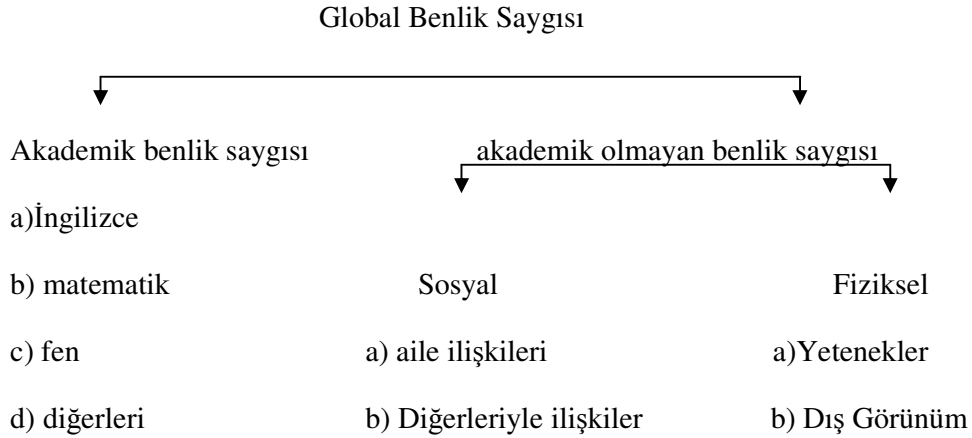 Global Benlik Saygısı
Akademik benlik saygısı akademik olmayan benlik saygısı
a)İngilizce
b) matematik Sosyal Fiziksel
c) fen a) aile ilişkileri a)Yetenekler
d) diğerleri b) Diğerleriyle ilişkiler b) Dış Görünüm